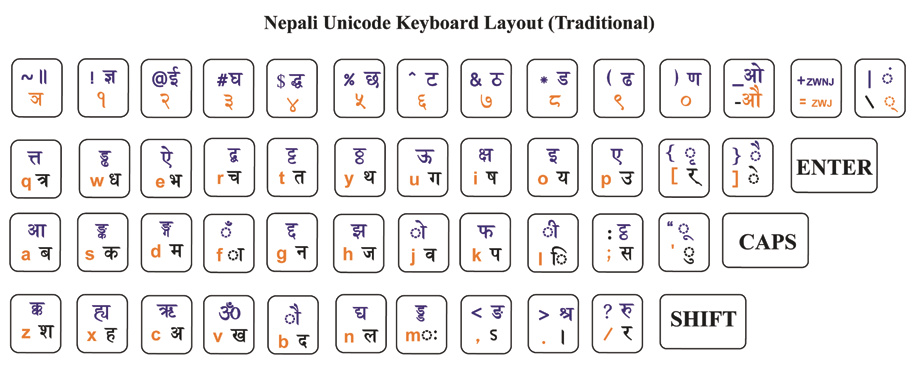 Nepali Unicode Keyboard Layout (Traditional)
~॥ ! ज्ञ @ई #घ $द्ध % छ ^ ट & ठ * ड ( ढ ) ण _ओ +ZWNJ | ं
ञ १ २ ३ ४ ५ ६ ७ ८ ९ ० -औ = ZWJ \ ्
त्त ड्ढ ऐ द्ब ट्ट ठ्ठ ऊ क्ष इ ए { ृ } ै ENTER
q त्र w ध e भ r च t त y थ u ग i ष o य p उ [ र् ] े
आ ङ्क ङ्ग ँ द्द झ ो फ ी : ट्ठ “ ू CAPS
a ब s क d म f ा g न h ज j व k प l ि ; स ' ु
क्क ह्य ऋ ॐ ौ द्य ड्ड < ङ > श्र ? रु SHIFT
z श x ह c अ v ख b द n ल m ः , ऽ . । / र